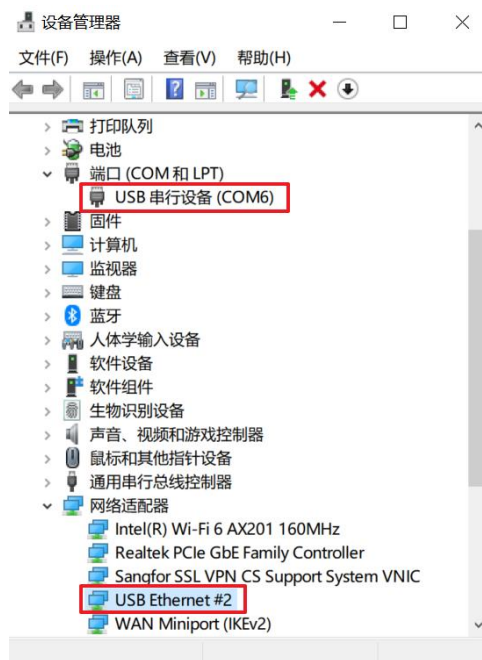 设备管理器
文件(F) 操作(A) 查看(V) 帮助(H)
打印队列
电池
端口 (COM 和 LPT)
USB 串行设备 (COM6)
固件
计算机
监视器
键盘
蓝牙
人体学输入设备
软件设备
软件组件
生物识别设备
声音、视频和游戏控制器
鼠标和其他指针设备
通用串行总线控制器
网络适配器
Intel(R) Wi-Fi 6 AX201 160MHz
Realtek PCIe GbE Family Controller
Sangfor SSL VPN CS Support System VNIC
USB Ethernet #2
WAN Miniport (IKEv2)